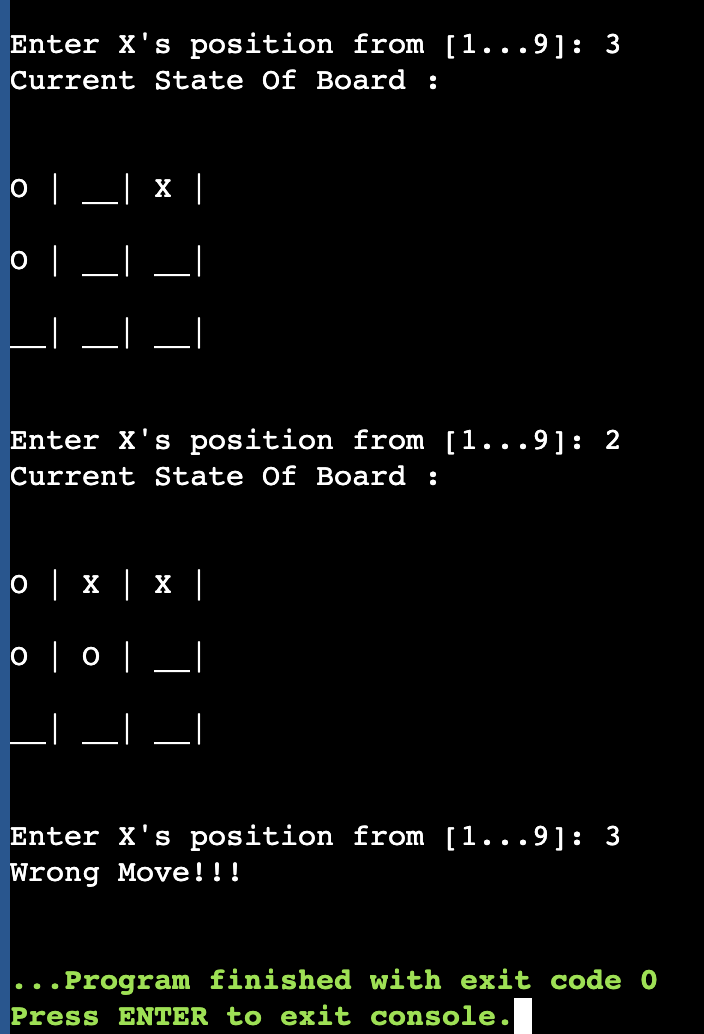 Enter X's position from [1...9]: 3
Current State Of Board :
O | __| X |
O | __| __|
__| __| __|
Enter X's position from [1...9]: 2
Current State Of Board :
O | X | X |
O | O | __|
__| __| __|
Enter X's position from [1...9]: 3
Wrong Move!!!
...Program finished with exit code 0
Press ENTER to exit console.